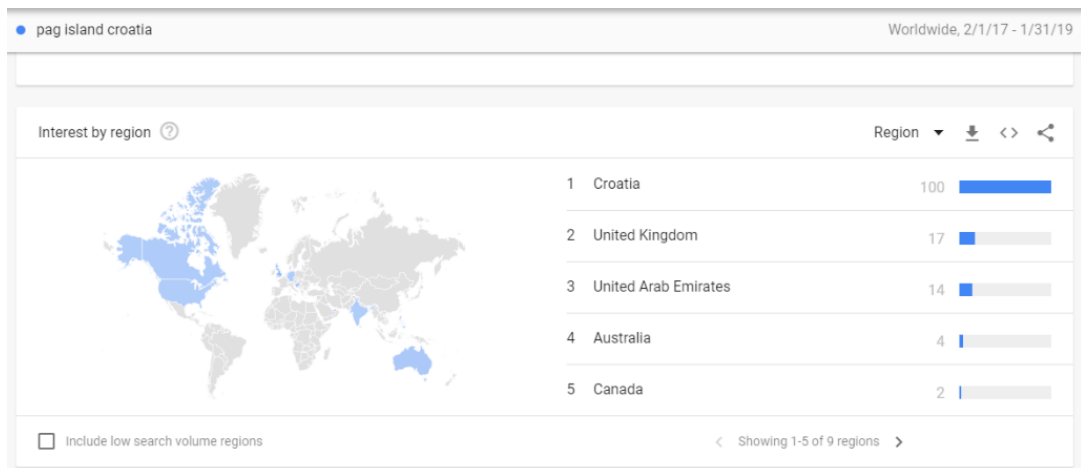 pag island croatia
Worldwide, 2/1/17 - 1/31/19
Interest by region ?
Region
1 Croatia 100
2 United Kingdom 17
3 United Arab Emirates 14
4 Australia 4
5 Canada 2
Include low search volume regions
Showing 1-5 of 9 regions